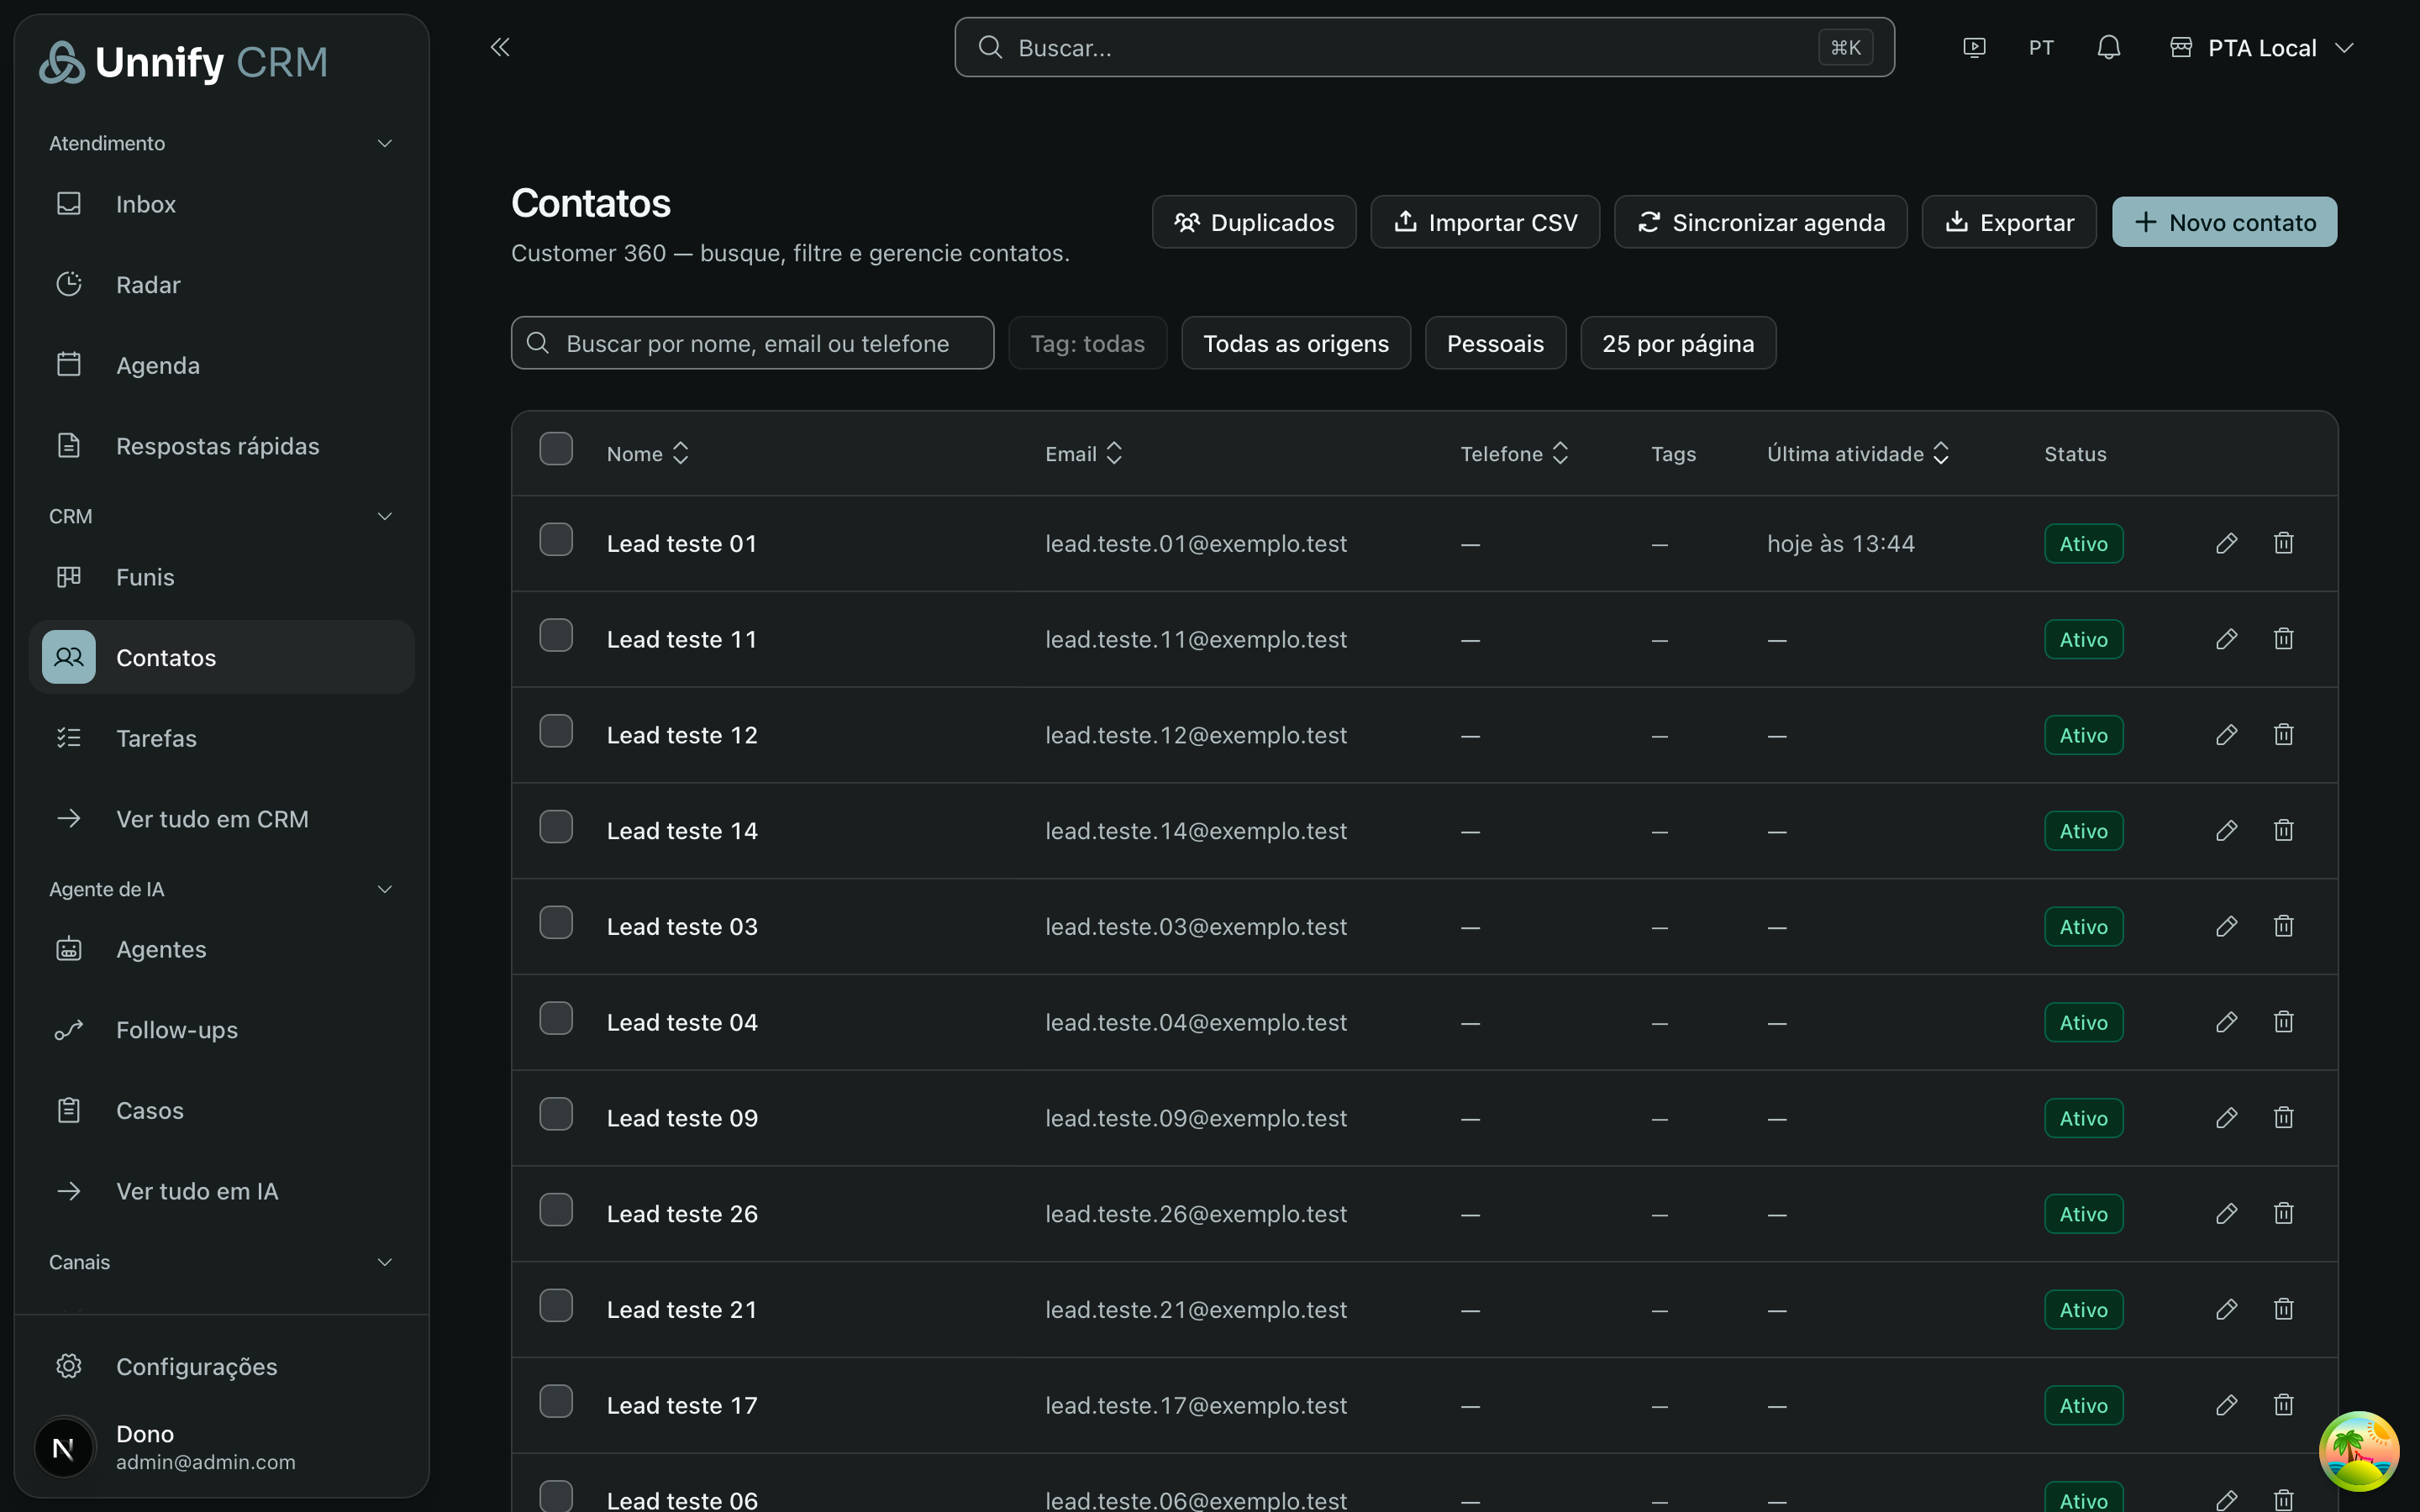 Unnify CRM
Buscar...
⌘K
PT
PTA Local
Atendimento
Inbox
Radar
Agenda
Respostas rápidas
CRM
Funis
Contatos
Tarefas
Ver tudo em CRM
Agente de IA
Agentes
Follow-ups
Casos
Ver tudo em IA
Canais
Configurações
N
Dono
admin@admin.com
Contatos
Customer 360 — busque, filtre e gerencie contatos.
Duplicados
Importar CSV
Sincronizar agenda
Exportar
Novo contato
Buscar por nome, email ou telefone
Tag: todas
Todas as origens
Pessoais
25 por página
Nome Email Telefone Tags Última atividade Status
Lead teste 01 lead.teste.01@exemplo.test — — hoje às 13:44 Ativo
Lead teste 11 lead.teste.11@exemplo.test — — — Ativo
Lead teste 12 lead.teste.12@exemplo.test — — — Ativo
Lead teste 14 lead.teste.14@exemplo.test — — — Ativo
Lead teste 03 lead.teste.03@exemplo.test — — — Ativo
Lead teste 04 lead.teste.04@exemplo.test — — — Ativo
Lead teste 09 lead.teste.09@exemplo.test — — — Ativo
Lead teste 26 lead.teste.26@exemplo.test — — — Ativo
Lead teste 21 lead.teste.21@exemplo.test — — — Ativo
Lead teste 17 lead.teste.17@exemplo.test — — — Ativo
Lead teste 06 lead.teste.06@exemplo.test — — — Ativo